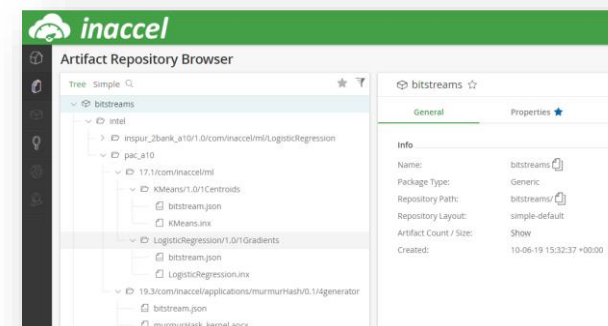 inaccel
Artifact Repository Browser
Tree Simple
bitstreams
intel
inspur_2bank_a10/1.0/com/inaccel/ml/LogisticRegression
pac_a10
17.1/com/inaccel/ml
KMeans/1.0/1Centroids
bitstream.json
KMeans.inx
LogisticRegression/1.0/1Gradients
bitstream.json
LogisticRegression.inx
19.3/com/inaccel/applications/murmurHash/0.1/4generator
bitstream.json
bitstreams
General Properties
Info
Name: bitstreams
Package Type: Generic
Repository Path: bitstreams/
Repository Layout: simple-default
Artifact Count / Size: Show
Created: 10-06-19 15:32:37 +00:00